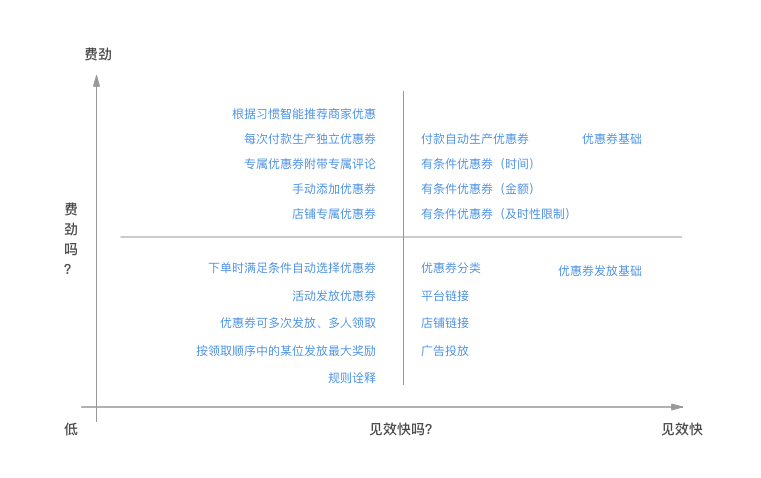 费劲
根据习惯智能推荐商家优惠
每次付款生产独立优惠券
专属优惠券附带专属评论
手动添加优惠券
店铺专属优惠券
付款自动生产优惠券
优惠券基础
有条件优惠券（时间）
有条件优惠券（金额）
有条件优惠券（及时性限制）
费
劲
吗
?
下单时满足条件自动选择优惠券
活动发放优惠券
优惠券可多次发放、多人领取
按领取顺序中的某位发放最大奖励
规则诠释
优惠券分类
优惠券发放基础
平台链接
店铺链接
广告投放
低
见效快吗?
见效快